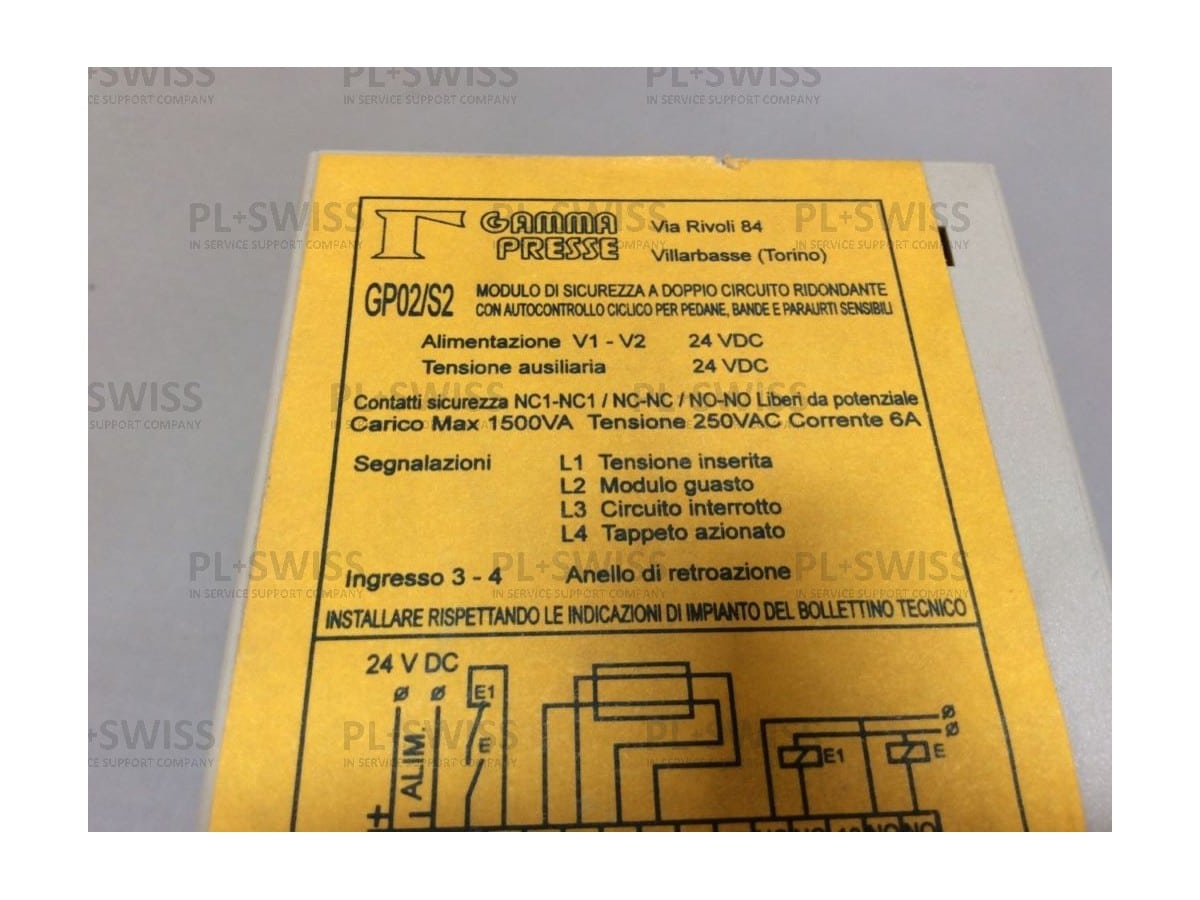 PL+SWISS PL+SWISS PL+SWISS
IN SERVICE SUPPORT COMPANY IN SERVICE SUPPORT COMPANY IN SERVICE SUPPORT COMPANY
GAMMA
PRESSE
Via Rivoli 84
Villarbasse (Torino)
GP02/S2
MODULO DI SICUREZZA A DOPPIO CIRCUITO RIDONDANTE
CON AUTOCONTROLLO CICLICO PER PEDANE, BANDE E PARAURTI SENSIBILI
Alimentazione V1 - V2 24 VDC
Tensione ausiliaria 24 VDC
Contatti sicurezza NC1-NC1 / NC-NC / NO-NO Liberi da potenziale
Carico Max 1500VA Tensione 250VAC Corrente 6A
Segnalazioni L1 Tensione inserita
L2 Modulo guasto
L3 Circuito interrotto
L4 Tappeto azionato
Ingresso 3 - 4 Anello di retroazione
INSTALLARE RISPETTANDO LE INDICAZIONI DI IMPIANTO DEL BOLLETTINO TECNICO
24 V DC
E1
E
ALIM.
+
E1
E